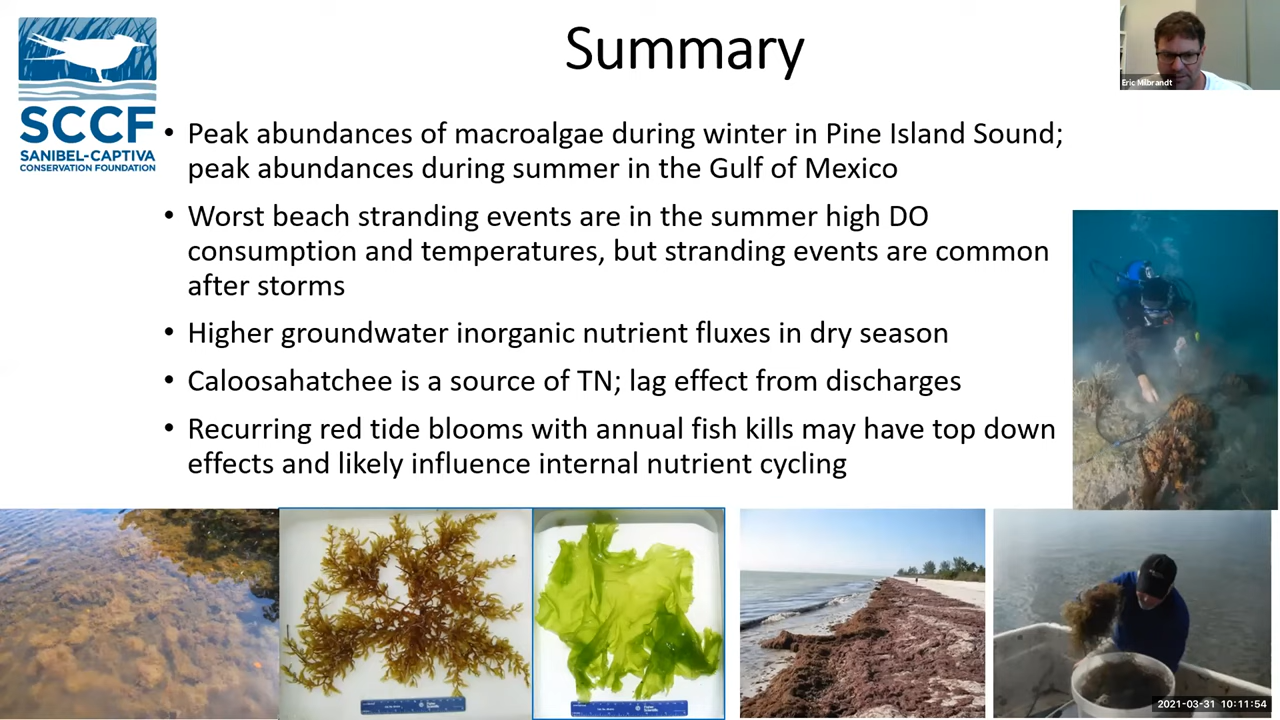 Summary
Eric Milbrandt
SCCF
SANIBEL-CAPTIVA
CONSERVATION FOUNDATION
• Peak abundances of macroalgae during winter in Pine Island Sound;
peak abundances during summer in the Gulf of Mexico
• Worst beach stranding events are in the summer high DO
consumption and temperatures, but stranding events are common
after storms
• Higher groundwater inorganic nutrient fluxes in dry season
• Caloosahatchee is a source of TN; lag effect from discharges
• Recurring red tide blooms with annual fish kills may have top down
effects and likely influence internal nutrient cycling
2021-03-31 10:11:54